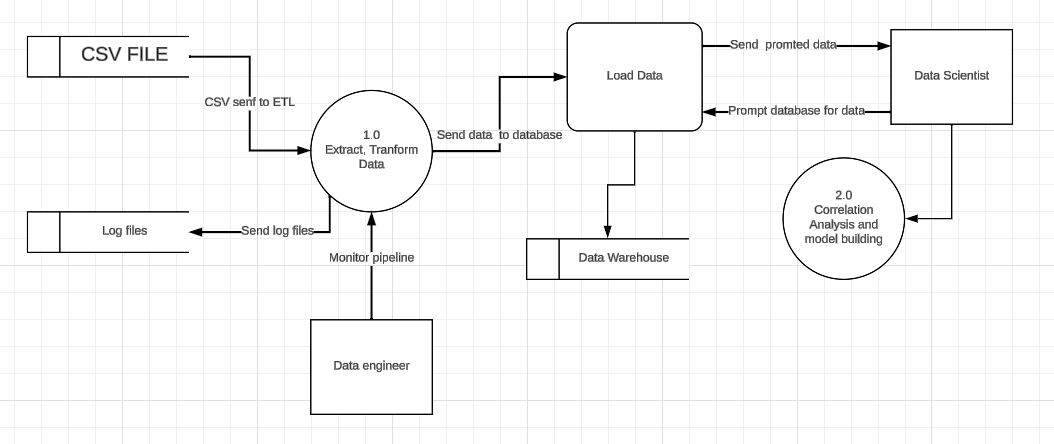 CSV FILE
CSV senf to ETL
1.0
Extract, Tranform
Data
Send data  to database
Load Data
Send  promted data
Prompt database for data
Data Scientist
2.0
Correlation
Analysis and
model building
Log files
Send log files
Monitor pipeline
Data Warehouse
Data engineer